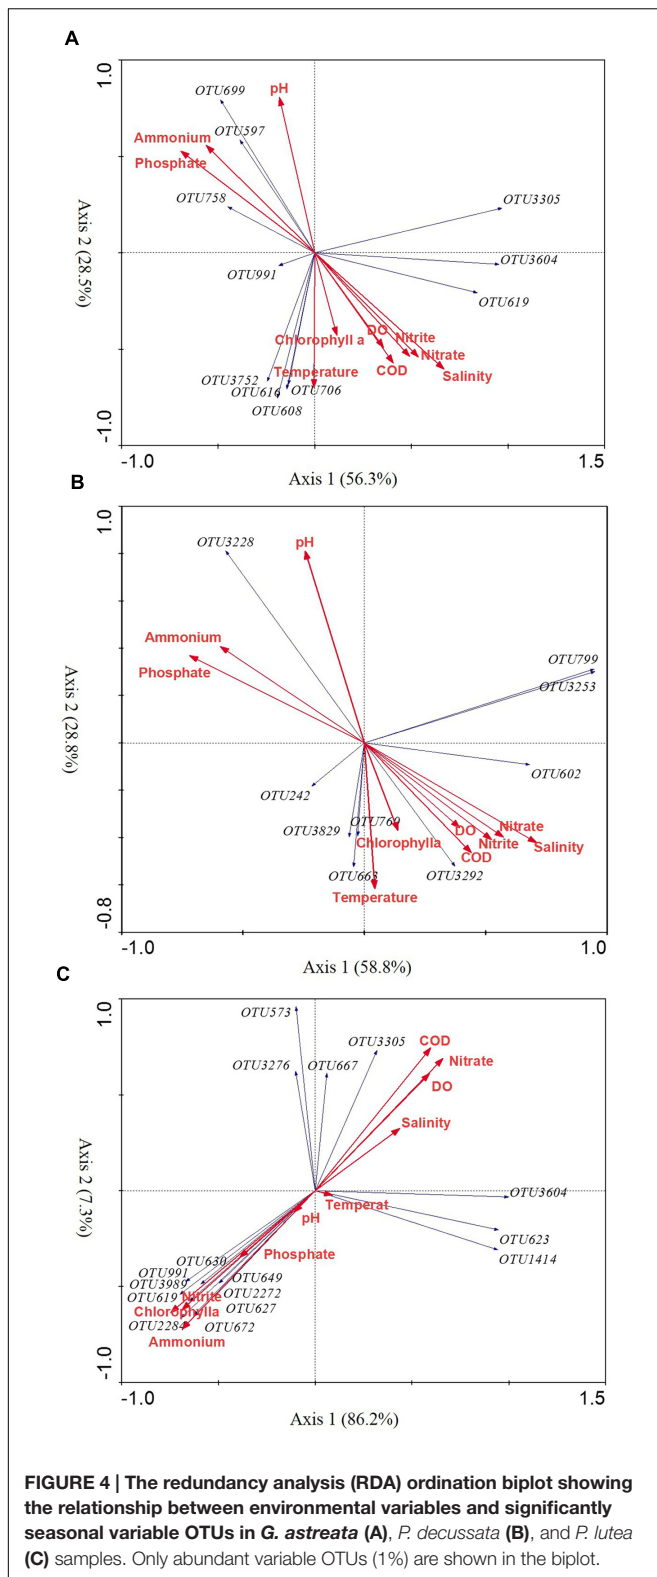 A
1.0
pH
OTU699
OTU597
Ammonium
Phosphate
OTU758
OTU3305
OTU3604
OTU991
OTU619
DO
Nitrite
Chlorophyll a
Nitrate
Temperature
COD
Salinity
OTU3752
OTU616
OTU706
OTU608
Axis 2 (28.5%)
-1.0
-1.0
1.5
Axis 1 (56.3%)
B
1.0
OTU3228
pH
Ammonium
Phosphate
OTU799
OTU3253
OTU602
OTU242
OTU769
OTU3829
Chlorophylla
DO
Nitrate
Nitrite
Salinity
COD
OTU663
OTU3292
Temperature
Axis 2 (28.8%)
-0.8
-1.0
1.0
Axis 1 (58.8%)
C
1.0
OTU573
OTU3305
COD
OTU3276
OTU667
Nitrate
DO
Salinity
OTU3604
Temperat
pH
OTU623
OTU1414
Phosphate
OTU630
OTU991
OTU649
OTU3989
OTU2272
OTU619
Nitrite
Chlorophylla
OTU627
OTU2284
OTU672
Ammonium
Axis 2 (7.3%)
-1.0
-1.0
1.5
Axis 1 (86.2%)
FIGURE 4 | The redundancy analysis (RDA) ordination biplot showing
the relationship between environmental variables and significantly
seasonal variable OTUs in G. astreata (A), P. decussata (B), and P. lutea
(C) samples. Only abundant variable OTUs (1%) are shown in the biplot.